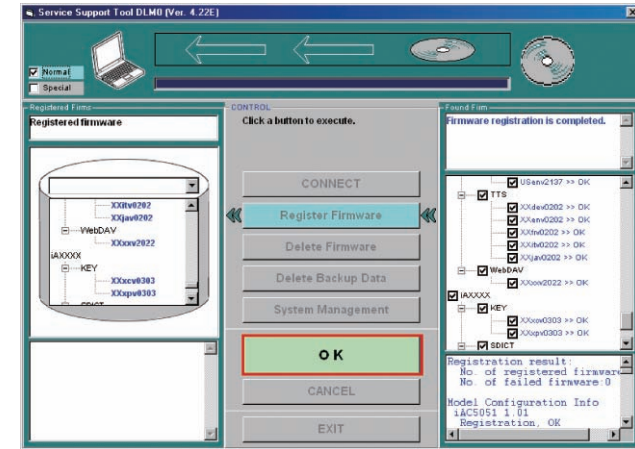 Service Support Tool DLM0 (Ver. 4.22E)
Normal
Special
Registered Firms
Registered firmware
XXitv0202
XXjav0202
WebDAV
XXxxv2022
iAXXXX
KEY
XXxcv0303
XXxpv0303
CONTROL
Click a button to execute.
CONNECT
Register Firmware
Delete Firmware
Delete Backup Data
System Management
OK
CANCEL
EXIT
Found Firm
Firmware registration is completed.
USenv2137 >> OK
TTS
XXdev0202 >> OK
XXenv0202 >> OK
XXfrv0202 >> OK
XXitv0202 >> OK
XXjav0202 >> OK
WebDAV
XXxxv2022 >> OK
iAXXXX
KEY
XXxcv0303 >> OK
XXxpv0303 >> OK
SDICT
Registration result:
No. of registered firmware
No. of failed firmware:0
Model Configuration Info
iAC5051 1.01
Registration, OK